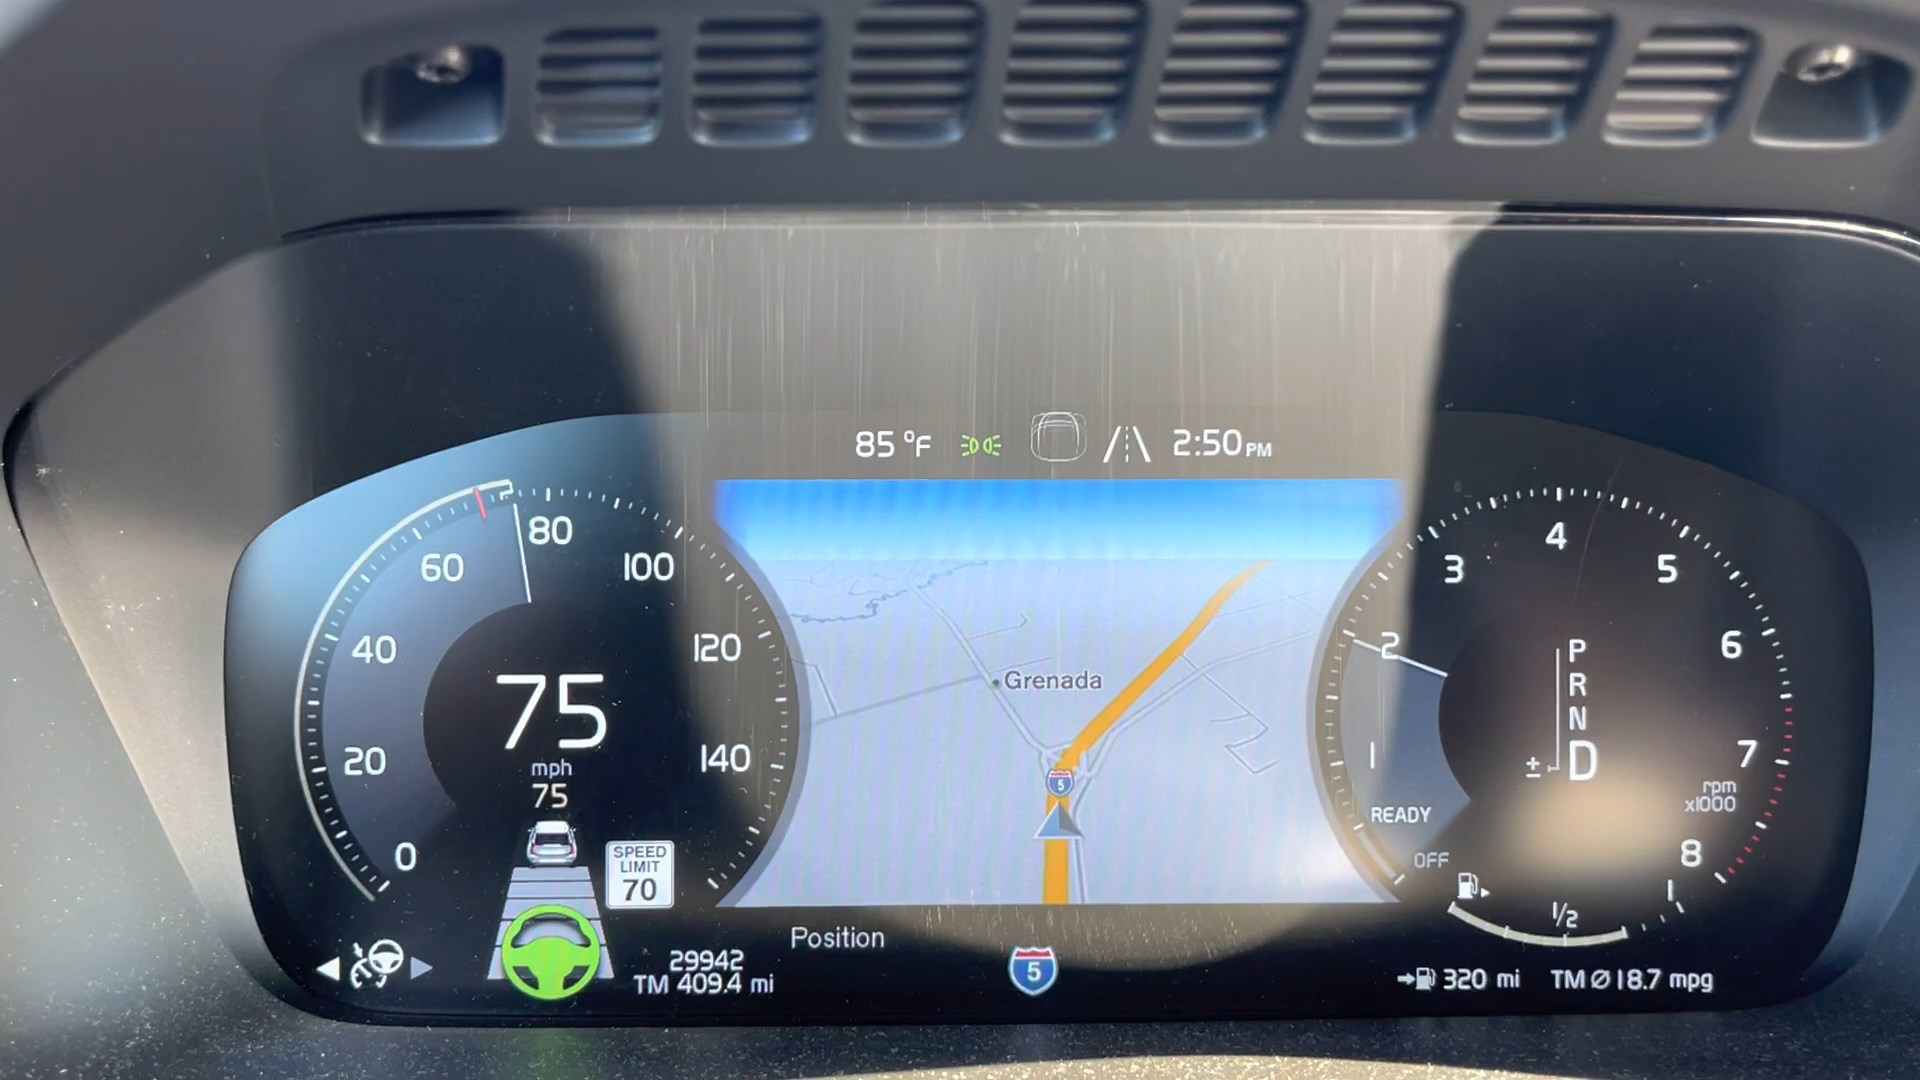 85 °F 2:50 PM
0 20 40 60 80 100 120 140
75
mph
75
SPEED
LIMIT
70
29942
TM 409.4 mi
Grenada
5
Position
5
1 2 3 4 5 6 7 8
rpm
x1000
P
R
N
± D
READY
OFF
1/2 1
320 mi TM Ø 18.7 mpg